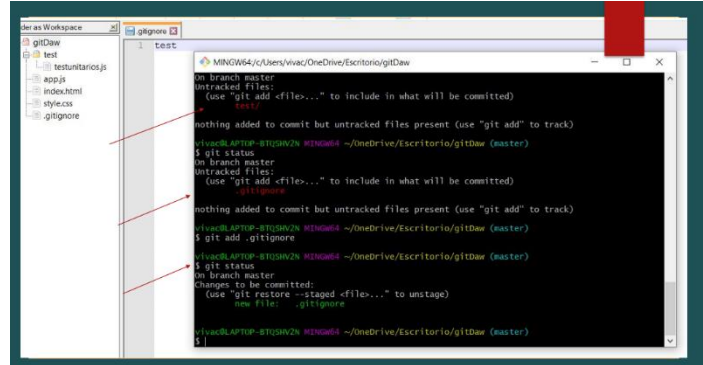 der as Workspace
gitDaw
test
testunitarios.js
app.js
index.html
style.css
.gitignore
.gitignore
1 test
MINGW64:/c/Users/vivac/OneDrive/Escritorio/gitDaw
On branch master
Untracked files:
(use "git add <file>..." to include in what will be committed)
test/
nothing added to commit but untracked files present (use "git add" to track)
vivac@LAPTOP-BTQSHVZN MINGW64 ~/OneDrive/Escritorio/gitDaw (master)
$ git status
On branch master
Untracked files:
(use "git add <file>..." to include in what will be committed)
.gitignore
nothing added to commit but untracked files present (use "git add" to track)
vivac@LAPTOP-BTQSHVZN MINGW64 ~/OneDrive/Escritorio/gitDaw (master)
$ git add .gitignore
vivac@LAPTOP-BTQSHVZN MINGW64 ~/OneDrive/Escritorio/gitDaw (master)
$ git status
On branch master
Changes to be committed:
(use "git restore --staged <file>..." to unstage)
new file: .gitignore
vivac@LAPTOP-BTQSHVZN MINGW64 ~/OneDrive/Escritorio/gitDaw (master)
$